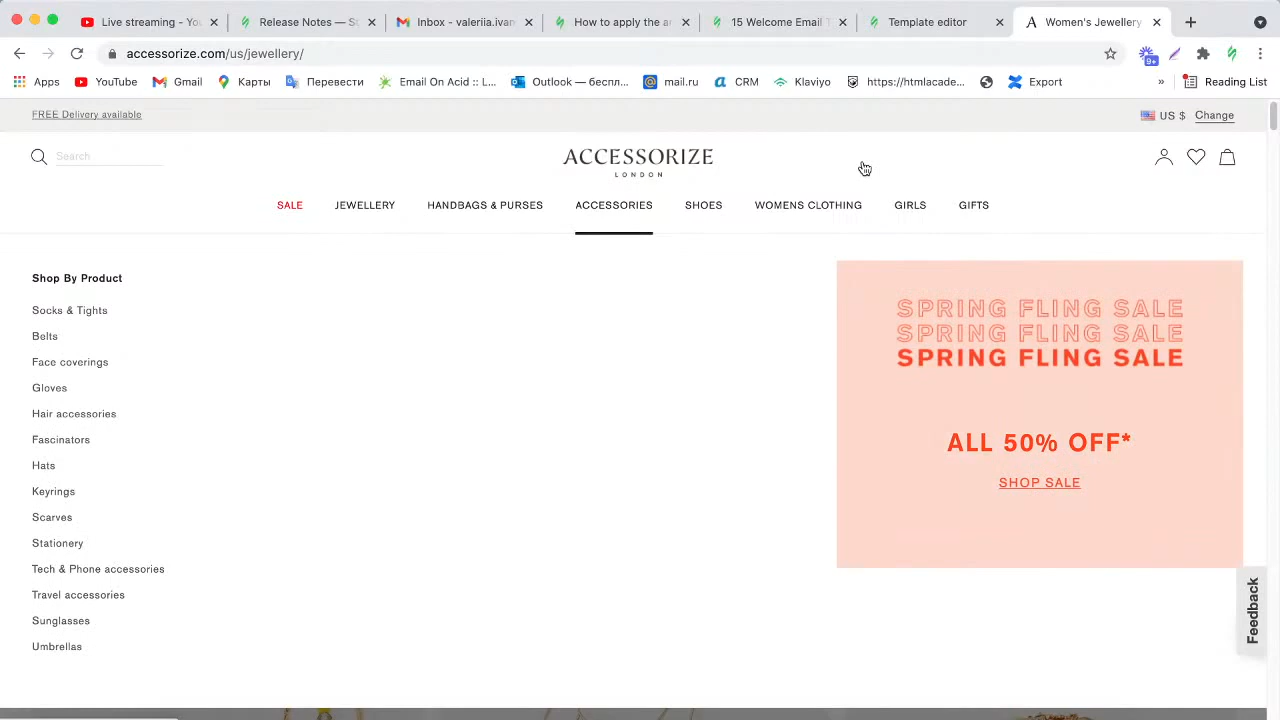 Live streaming - Yo
Release Notes — S
Inbox - valeriia.ivan
How to apply the a
15 Welcome Email T
Template editor
Women's Jewellery
accessorize.com/us/jewellery/
9+
Apps
YouTube
Gmail
Карты
Перевести
Email On Acid :: L...
Outlook — беспл...
mail.ru
CRM
Klaviyo
https://htmlacade...
Export
»
Reading List
FREE Delivery available
US $ Change
Search
ACCESSORIZE
LONDON
SALE
JEWELLERY
HANDBAGS & PURSES
ACCESSORIES
SHOES
WOMENS CLOTHING
GIRLS
GIFTS
Shop By Product
Socks & Tights
Belts
Face coverings
Gloves
Hair accessories
Fascinators
Hats
Keyrings
Scarves
Stationery
Tech & Phone accessories
Travel accessories
Sunglasses
Umbrellas
SPRING FLING SALE
SPRING FLING SALE
SPRING FLING SALE
ALL 50% OFF*
SHOP SALE
Feedback